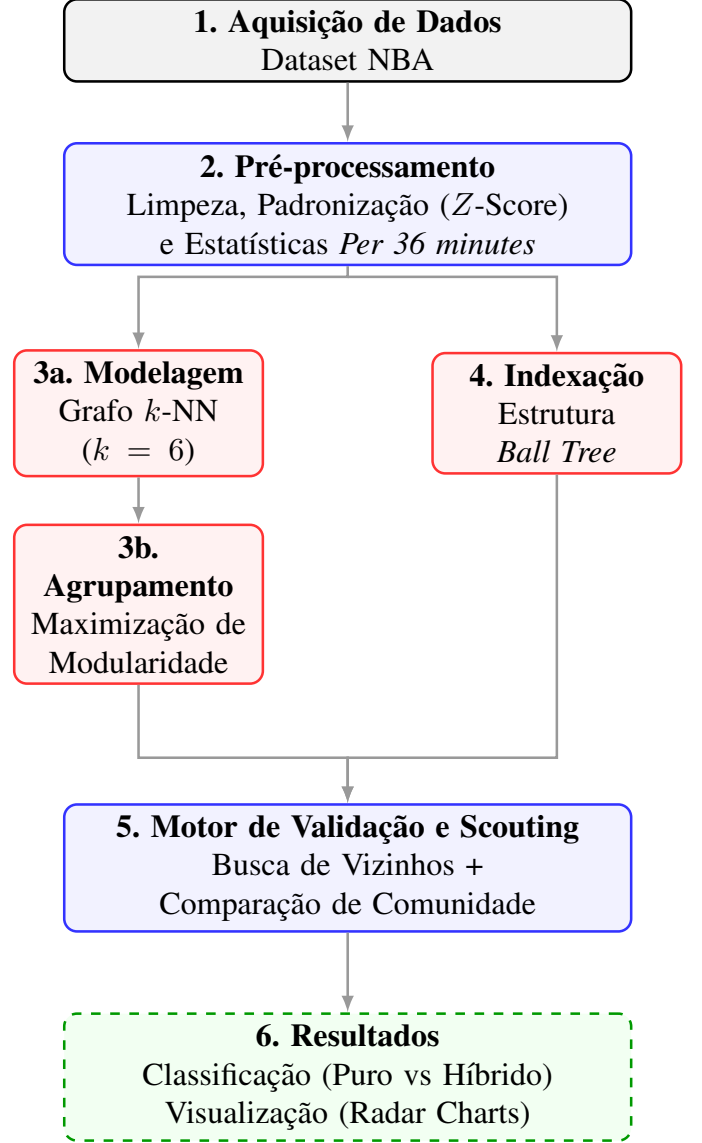 1. Aquisição de Dados
Dataset NBA
2. Pré-processamento
Limpeza, Padronização (Z-Score)
e Estatísticas Per 36 minutes
3a. Modelagem
Grafo k-NN
(k = 6)
4. Indexação
Estrutura
Ball Tree
3b.
Agrupamento
Maximização de
Modularidade
5. Motor de Validação e Scouting
Busca de Vizinhos +
Comparação de Comunidade
6. Resultados
Classificação (Puro vs Híbrido)
Visualização (Radar Charts)